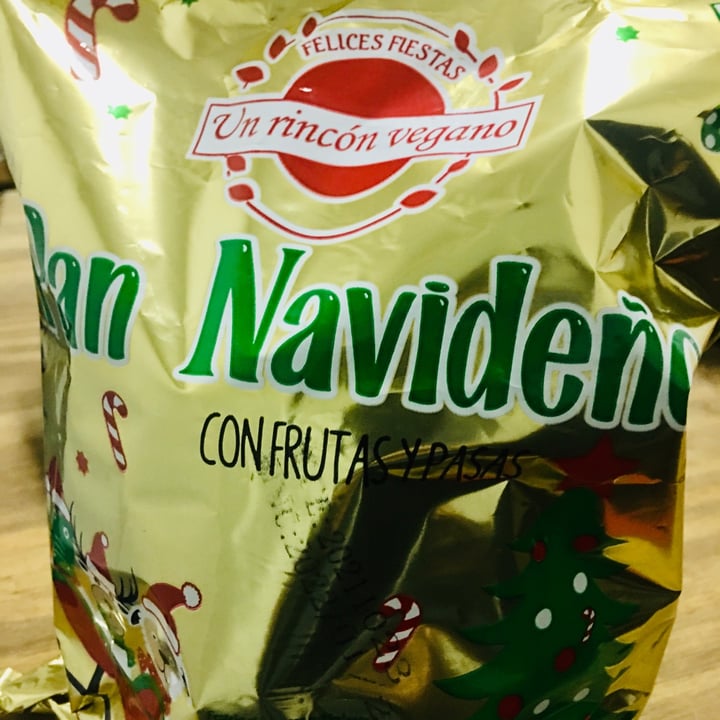 FELICES FIESTAS
Un rincón vegano
Pan Navideño
CON FRUTAS Y PASAS